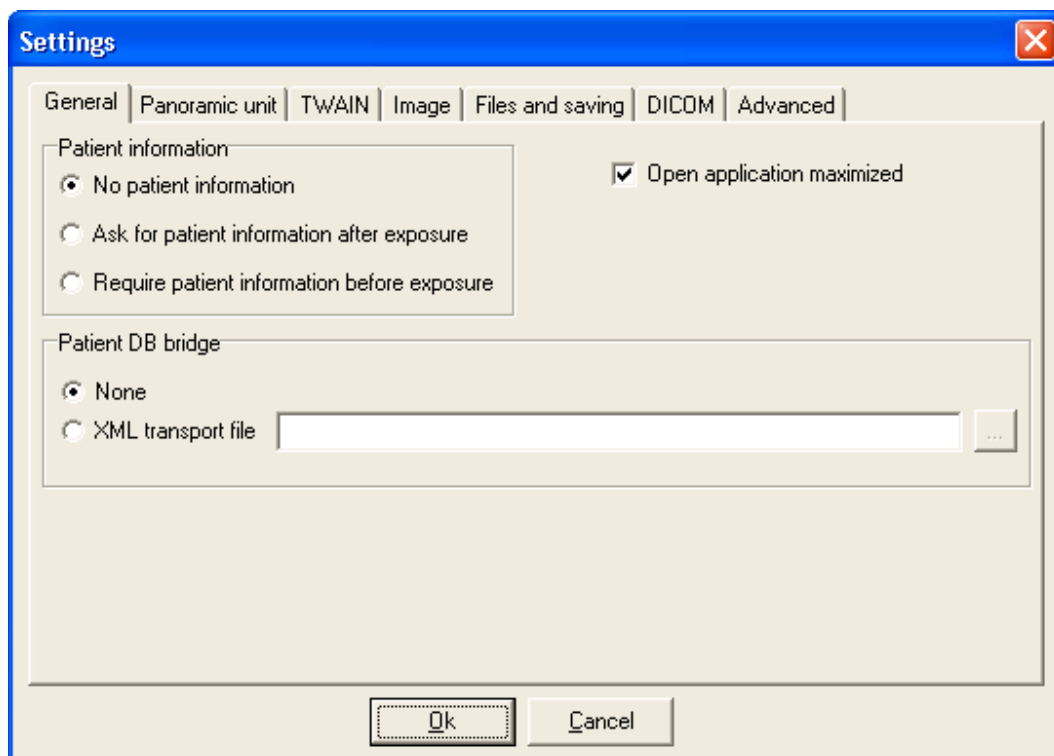 Settings
General Panoramic unit TWAIN Image Files and saving DICOM Advanced
Patient information
No patient information
Open application maximized
Ask for patient information after exposure
Require patient information before exposure
Patient DB bridge
None
XML transport file ...
Ok Cancel